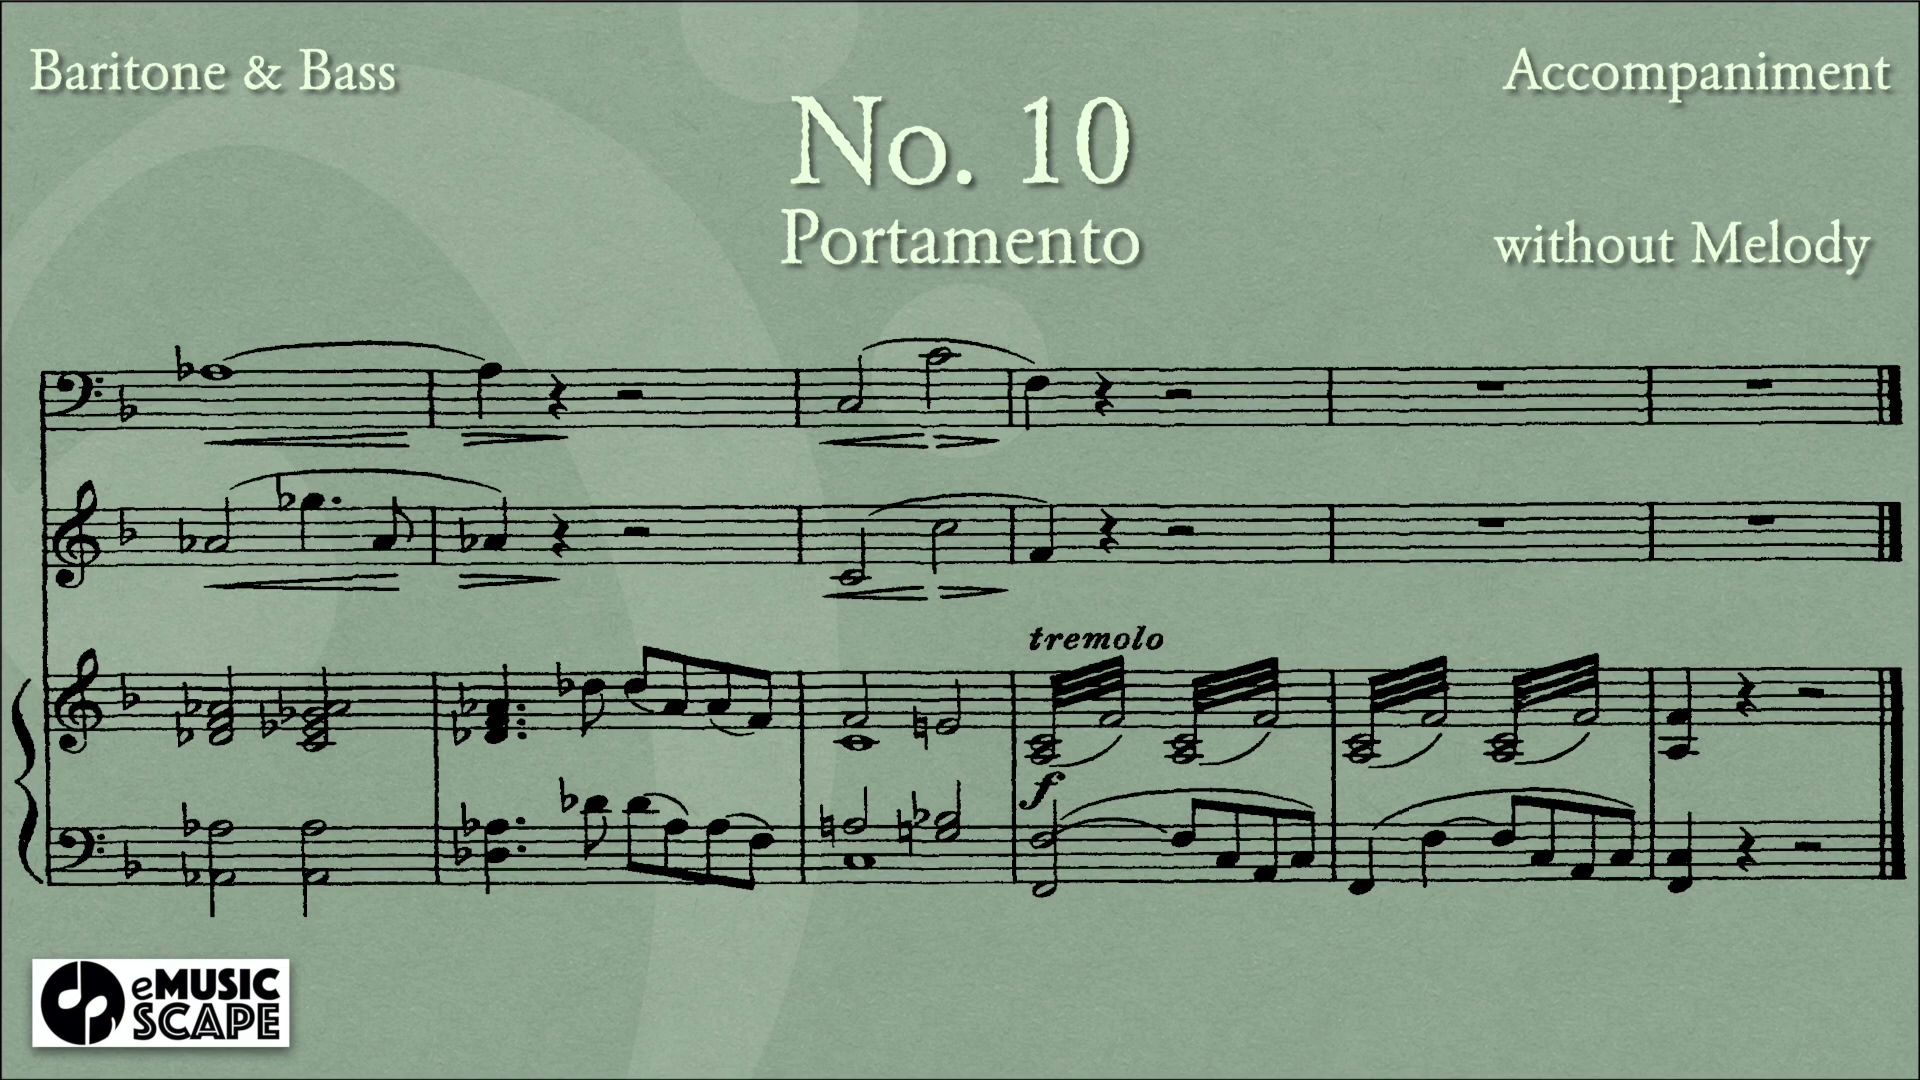 Baritone & Bass
Accompaniment
No. 10
Portamento
without Melody
tremolo
f
eMUSIC
SCAPE